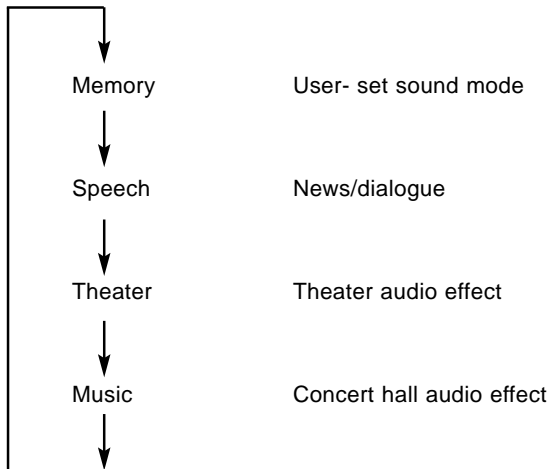 Memory User- set sound mode
Speech News/dialogue
Theater Theater audio effect
Music Concert hall audio effect